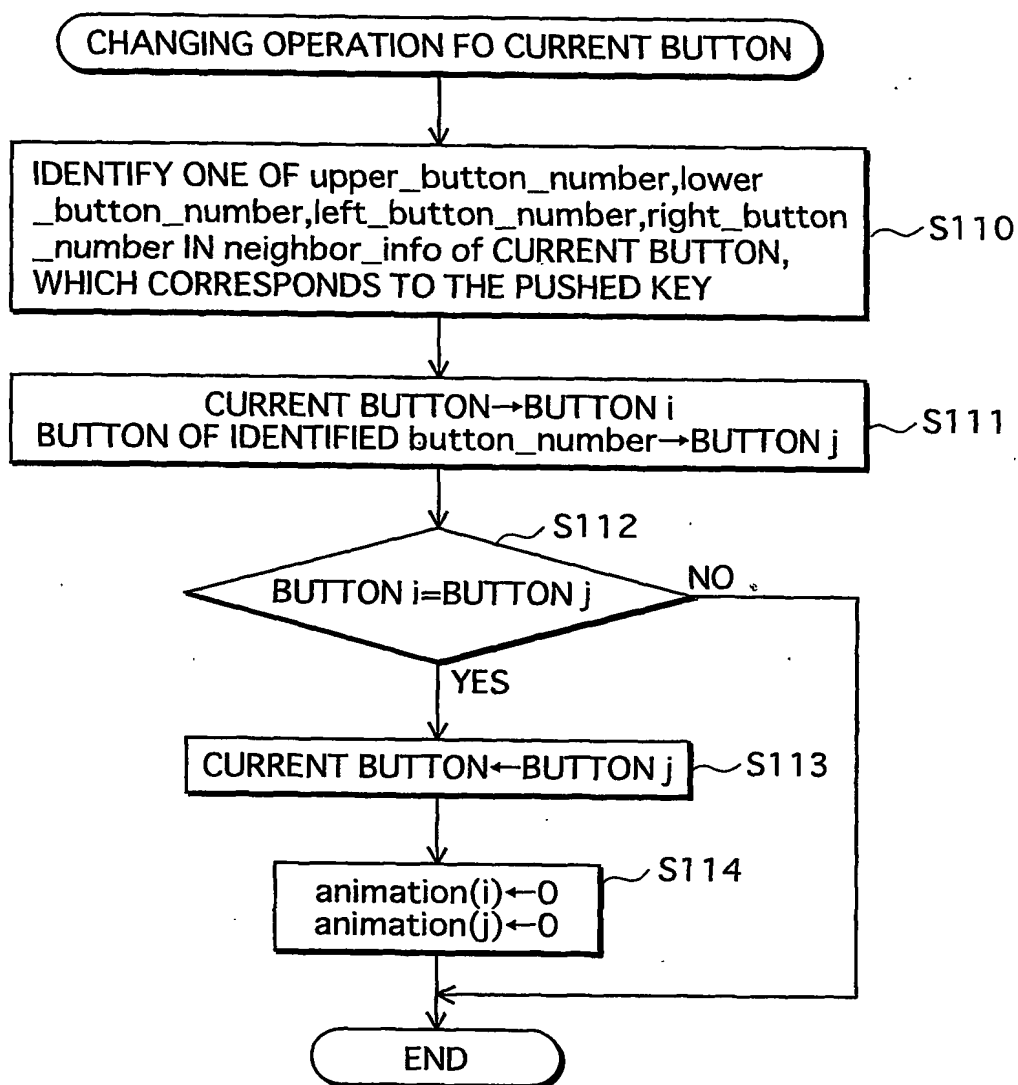 CHANGING OPERATION FO CURRENT BUTTON
IDENTIFY ONE OF upper_button_number,lower
_button_number,left_button_number,right_button
_number IN neighbor_info of CURRENT BUTTON,
WHICH CORRESPONDS TO THE PUSHED KEY
S110
CURRENT BUTTON→BUTTON i
BUTTON OF IDENTIFIED button_number→BUTTON j
S111
S112
BUTTON i=BUTTON j
NO
YES
CURRENT BUTTON←BUTTON j
S113
S114
animation(i)←0
animation(j)←0
END